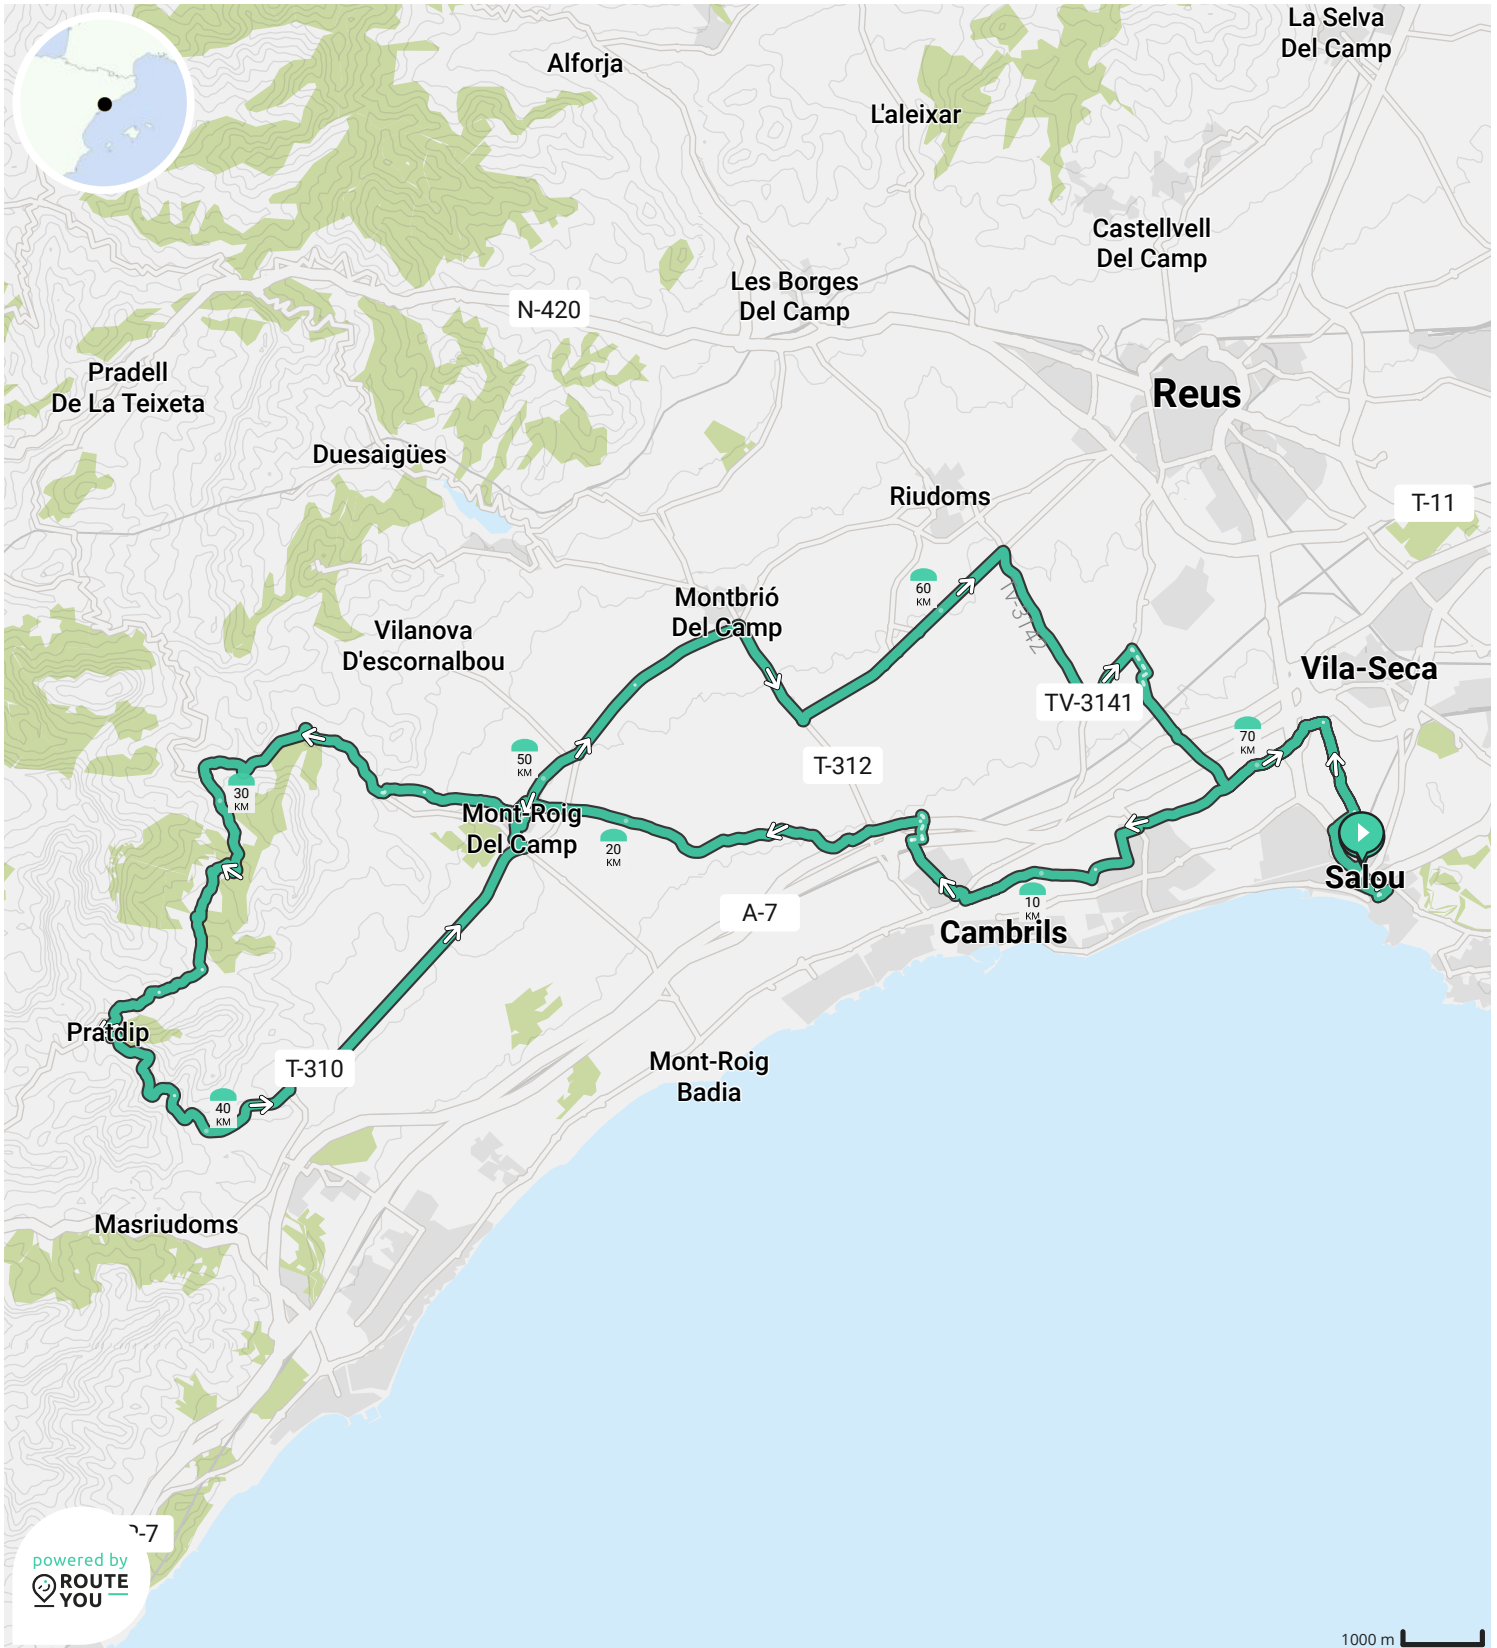 La Selva
Del Camp
Alforja
L'aleixar
Castellvell
Del Camp
Les Borges
Del Camp
N-420
Pradell
De La Teixeta
Reus
Duesaigües
Riudoms
T-11
60
KM
Montbrió
Del Camp
TV-3142
Vilanova
D'escornalbou
Vila-Seca
TV-3141
70
KM
50
KM
T-312
30
KM
Mont-Roig
Del Camp
20
KM
Salou
10
KM
A-7
Cambrils
Pratdip
T-310
Mont-Roig
Badia
40
KM
Masriudoms
-7
powered by
ROUTE
YOU
1000 m